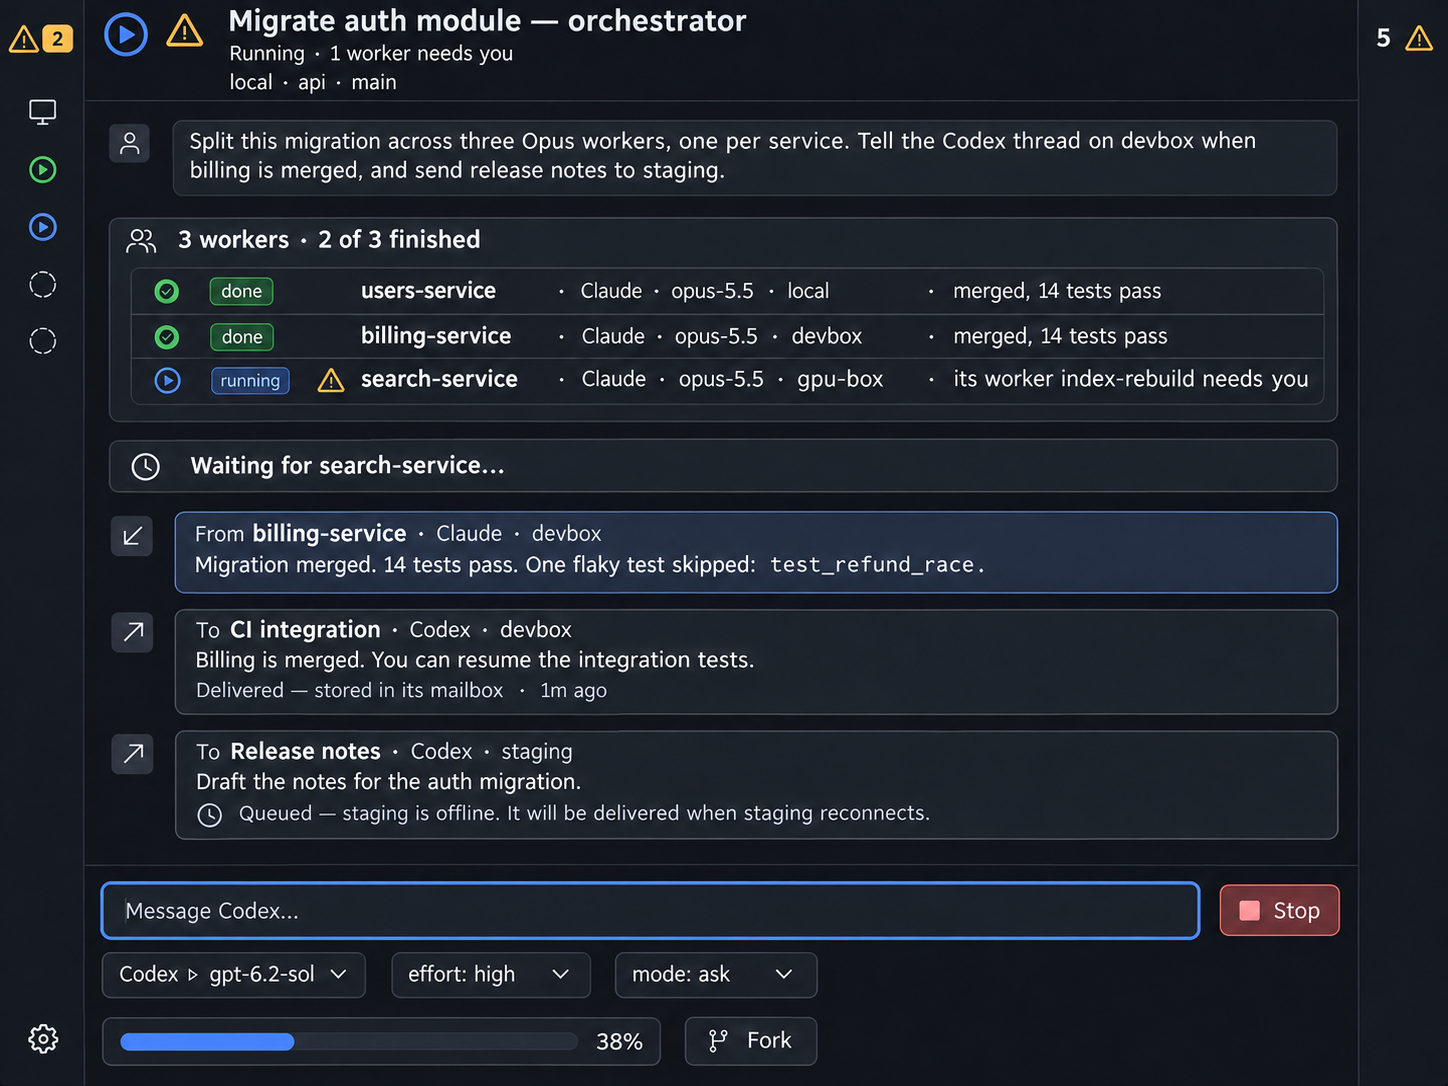 2
Migrate auth module — orchestrator
Running · 1 worker needs you
local · api · main
5
Split this migration across three Opus workers, one per service. Tell the Codex thread on devbox when
billing is merged, and send release notes to staging.
3 workers · 2 of 3 finished
done users-service · Claude · opus-5.5 · local · merged, 14 tests pass
done billing-service · Claude · opus-5.5 · devbox · merged, 14 tests pass
running search-service · Claude · opus-5.5 · gpu-box · its worker index-rebuild needs you
Waiting for search-service...
From billing-service · Claude · devbox
Migration merged. 14 tests pass. One flaky test skipped: test_refund_race.
To CI integration · Codex · devbox
Billing is merged. You can resume the integration tests.
Delivered — stored in its mailbox · 1m ago
To Release notes · Codex · staging
Draft the notes for the auth migration.
Queued — staging is offline. It will be delivered when staging reconnects.
Message Codex...
Stop
Codex ▹ gpt-6.2-sol
effort: high
mode: ask
38%
Fork